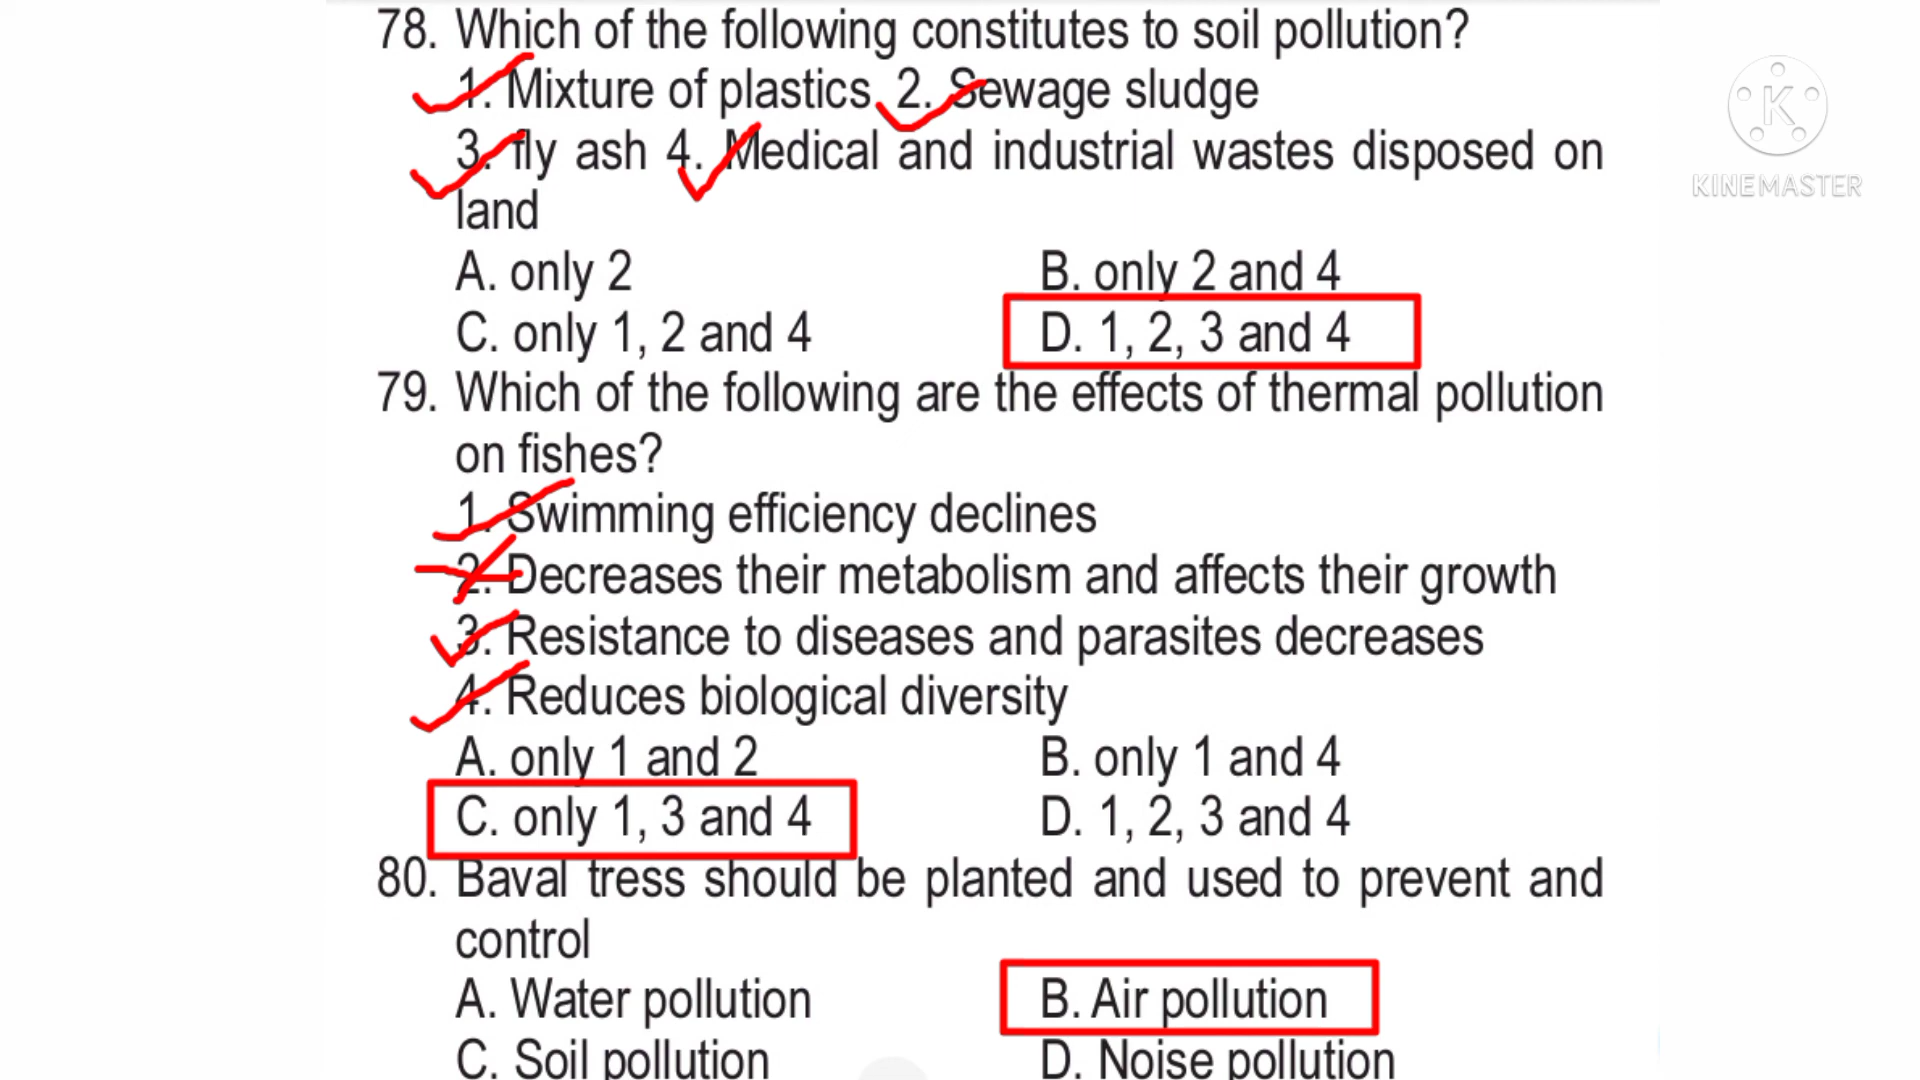 78. Which of the following constitutes to soil pollution?
1. Mixture of plastics 2. Sewage sludge
3. fly ash 4. Medical and industrial wastes disposed on
land
A. only 2 B. only 2 and 4
C. only 1, 2 and 4 D. 1, 2, 3 and 4
79. Which of the following are the effects of thermal pollution
on fishes?
1. Swimming efficiency declines
2. Decreases their metabolism and affects their growth
3. Resistance to diseases and parasites decreases
4. Reduces biological diversity
A. only 1 and 2 B. only 1 and 4
C. only 1, 3 and 4 D. 1, 2, 3 and 4
80. Baval tress should be planted and used to prevent and
control
A. Water pollution B. Air pollution
C. Soil pollution D. Noise pollution
K
KINEMASTER